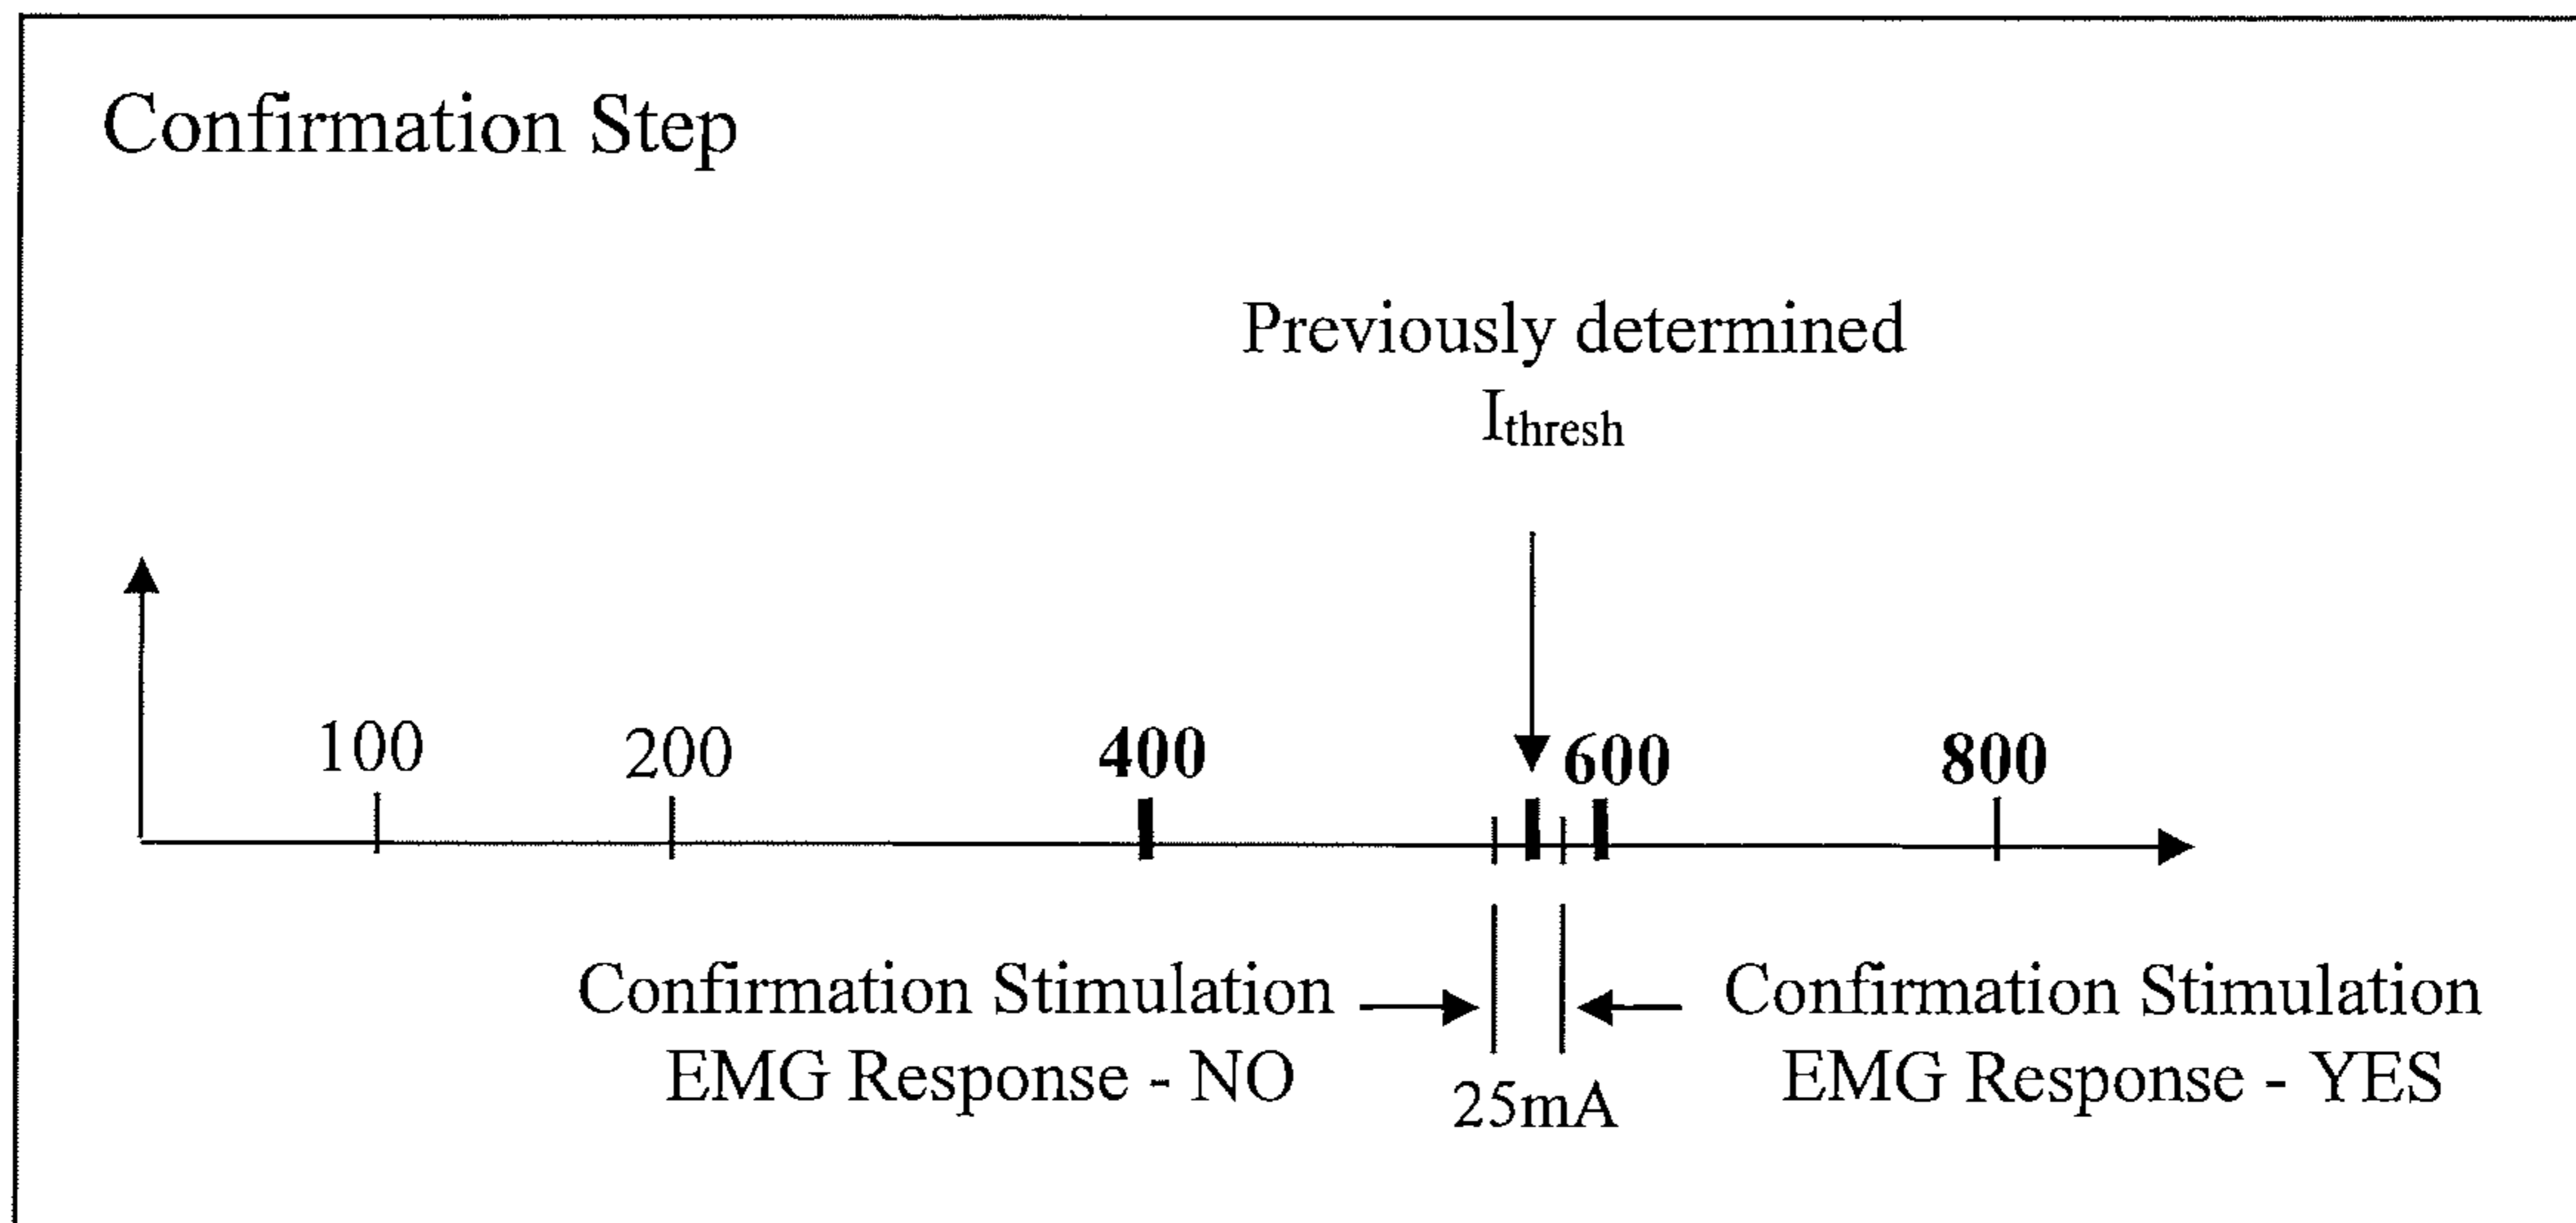 Confirmation Step
Previously determined
Ithresh
100
200
400
600
800
Confirmation Stimulation
EMG Response - NO
25mA
Confirmation Stimulation
EMG Response - YES